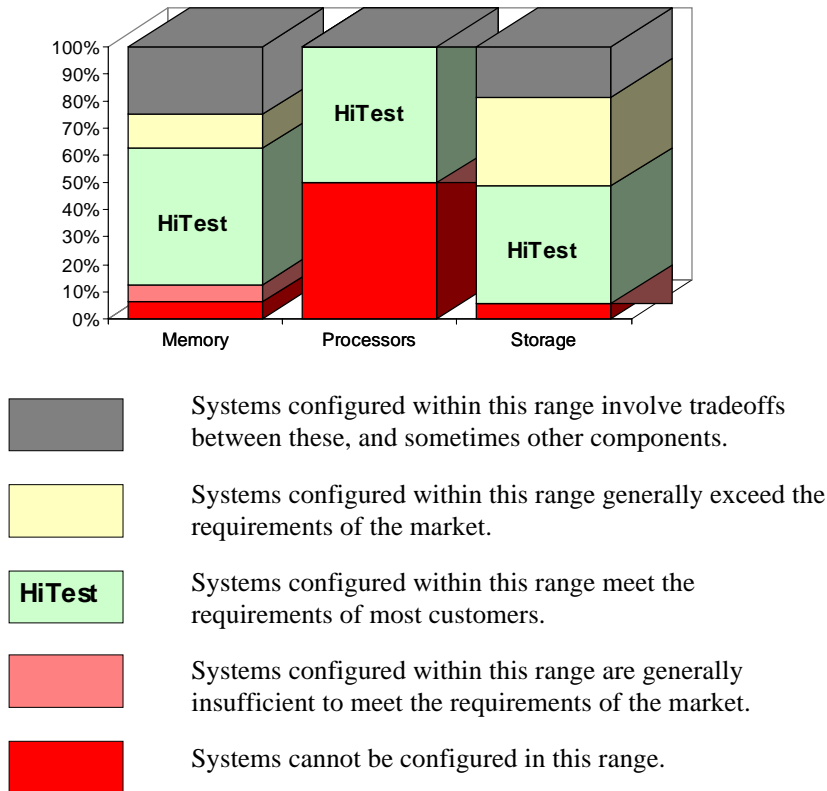 100%
90%
80%
70%
60%
50%
40%
30%
20%
10%
0%
HiTest
HiTest
HiTest
Memory Processors Storage
Systems configured within this range involve tradeoffs
between these, and sometimes other components.
Systems configured within this range generally exceed the
requirements of the market.
HiTest
Systems configured within this range meet the
requirements of most customers.
Systems configured within this range are generally
insufficient to meet the requirements of the market.
Systems cannot be configured in this range.